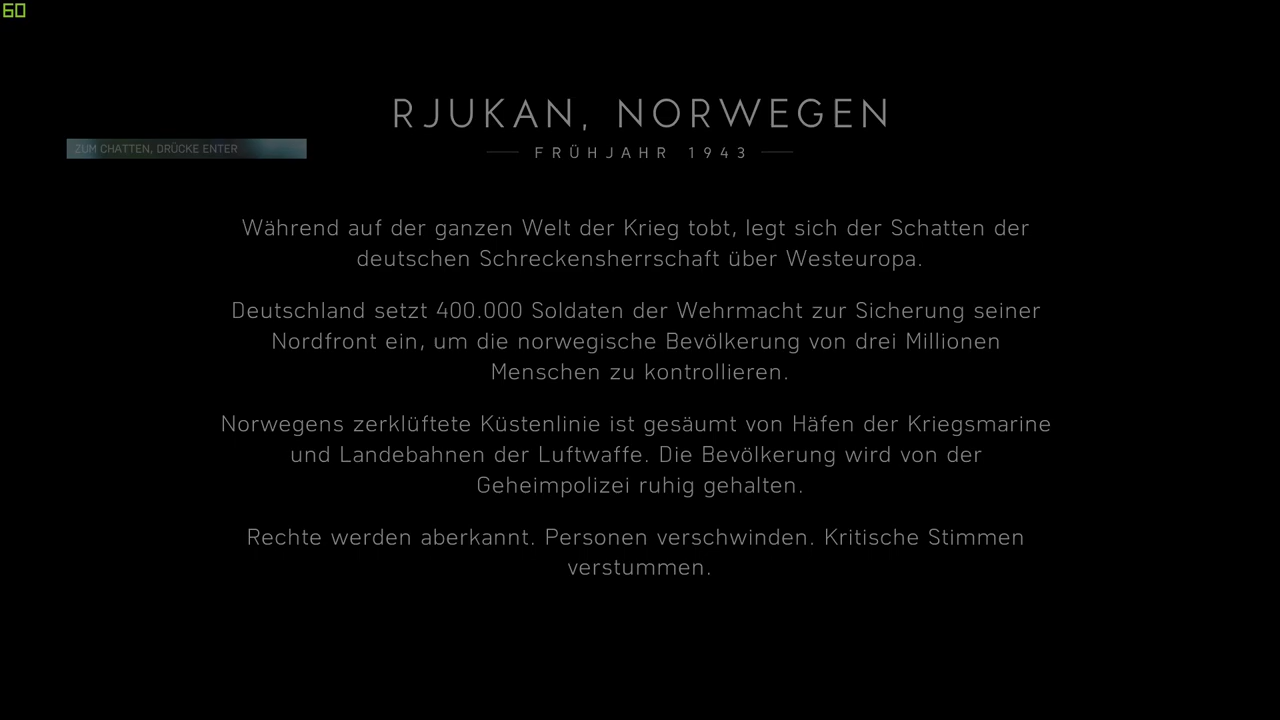 60
RJUKAN, NORWEGEN
ZUM CHATTEN, DRÜCKE ENTER
FRÜHJAHR 1943
Während auf der ganzen Welt der Krieg tobt, legt sich der Schatten der
deutschen Schreckensherrschaft über Westeuropa.
Deutschland setzt 400.000 Soldaten der Wehrmacht zur Sicherung seiner
Nordfront ein, um die norwegische Bevölkerung von drei Millionen
Menschen zu kontrollieren.
Norwegens zerklüftete Küstenlinie ist gesäumt von Häfen der Kriegsmarine
und Landebahnen der Luftwaffe. Die Bevölkerung wird von der
Geheimpolizei ruhig gehalten.
Rechte werden aberkannt. Personen verschwinden. Kritische Stimmen
verstummen.